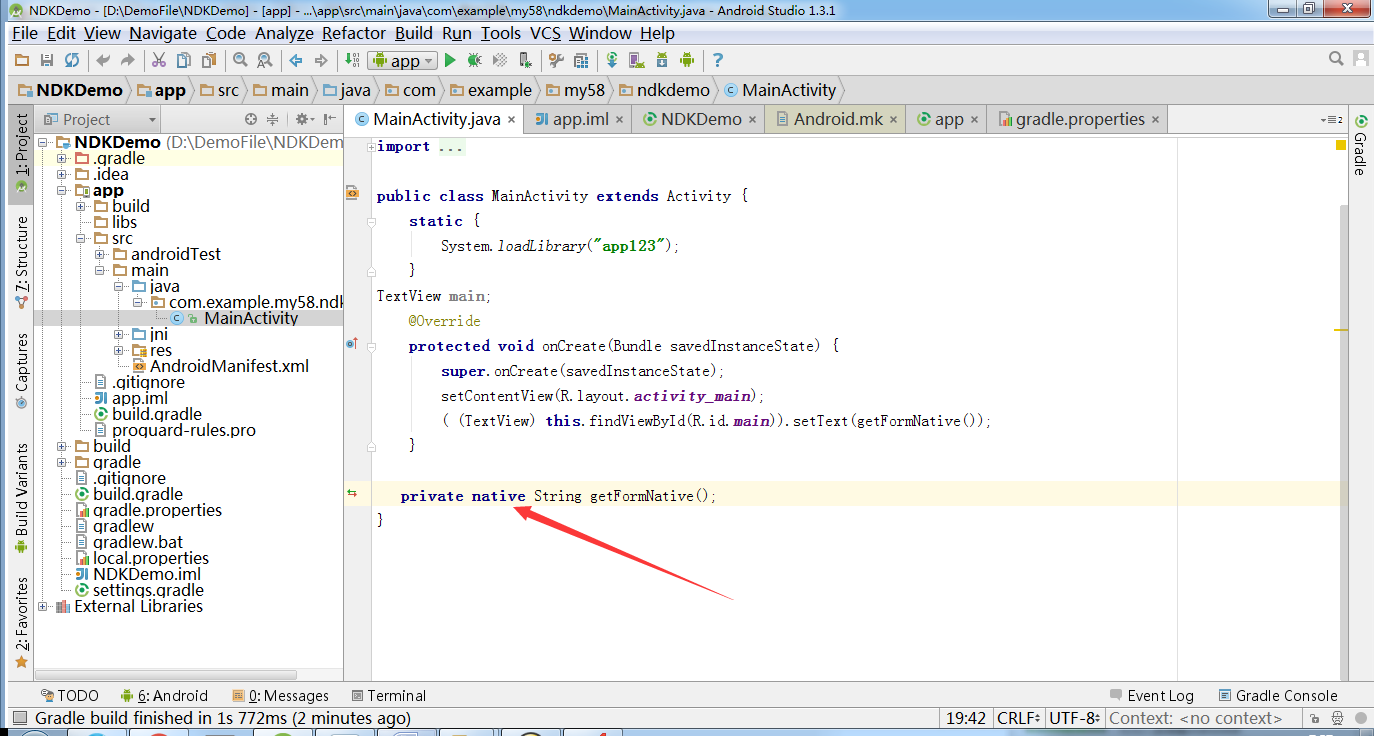 NDKDemo - [D:\DemoFile\NDKDemo] - [app] - ...\app\src\main\java\com\example\my58\ndkdemo\MainActivity.java - Android Studio 1.3.1
File Edit View Navigate Code Analyze Refactor Build Run Tools VCS Window Help
app
NDKDemo app src main java com example my58 ndkdemo MainActivity
Project
MainActivity.java app.iml NDKDemo Android.mk app gradle.properties
2
1: Project
7: Structure
Captures
Build Variants
2: Favorites
Gradle
NDKDemo (D:\DemoFile\NDKDem
.gradle
.idea
app
build
libs
src
androidTest
main
java
com.example.my58.ndk
MainActivity
jni
res
AndroidManifest.xml
.gitignore
app.iml
build.gradle
proguard-rules.pro
build
gradle
.gitignore
build.gradle
gradle.properties
gradlew
gradlew.bat
local.properties
NDKDemo.iml
settings.gradle
External Libraries
import ...
public class MainActivity extends Activity {
static {
System.loadLibrary("app123");
}
TextView main;
@Override
protected void onCreate(Bundle savedInstanceState) {
super.onCreate(savedInstanceState);
setContentView(R.layout.activity_main);
( (TextView) this.findViewById(R.id.main)).setText(getFormNative());
}
private native String getFormNative();
}
TODO 6: Android 0: Messages Terminal Event Log Gradle Console
Gradle build finished in 1s 772ms (2 minutes ago) 19:42 CRLF UTF-8 Context: <no context>